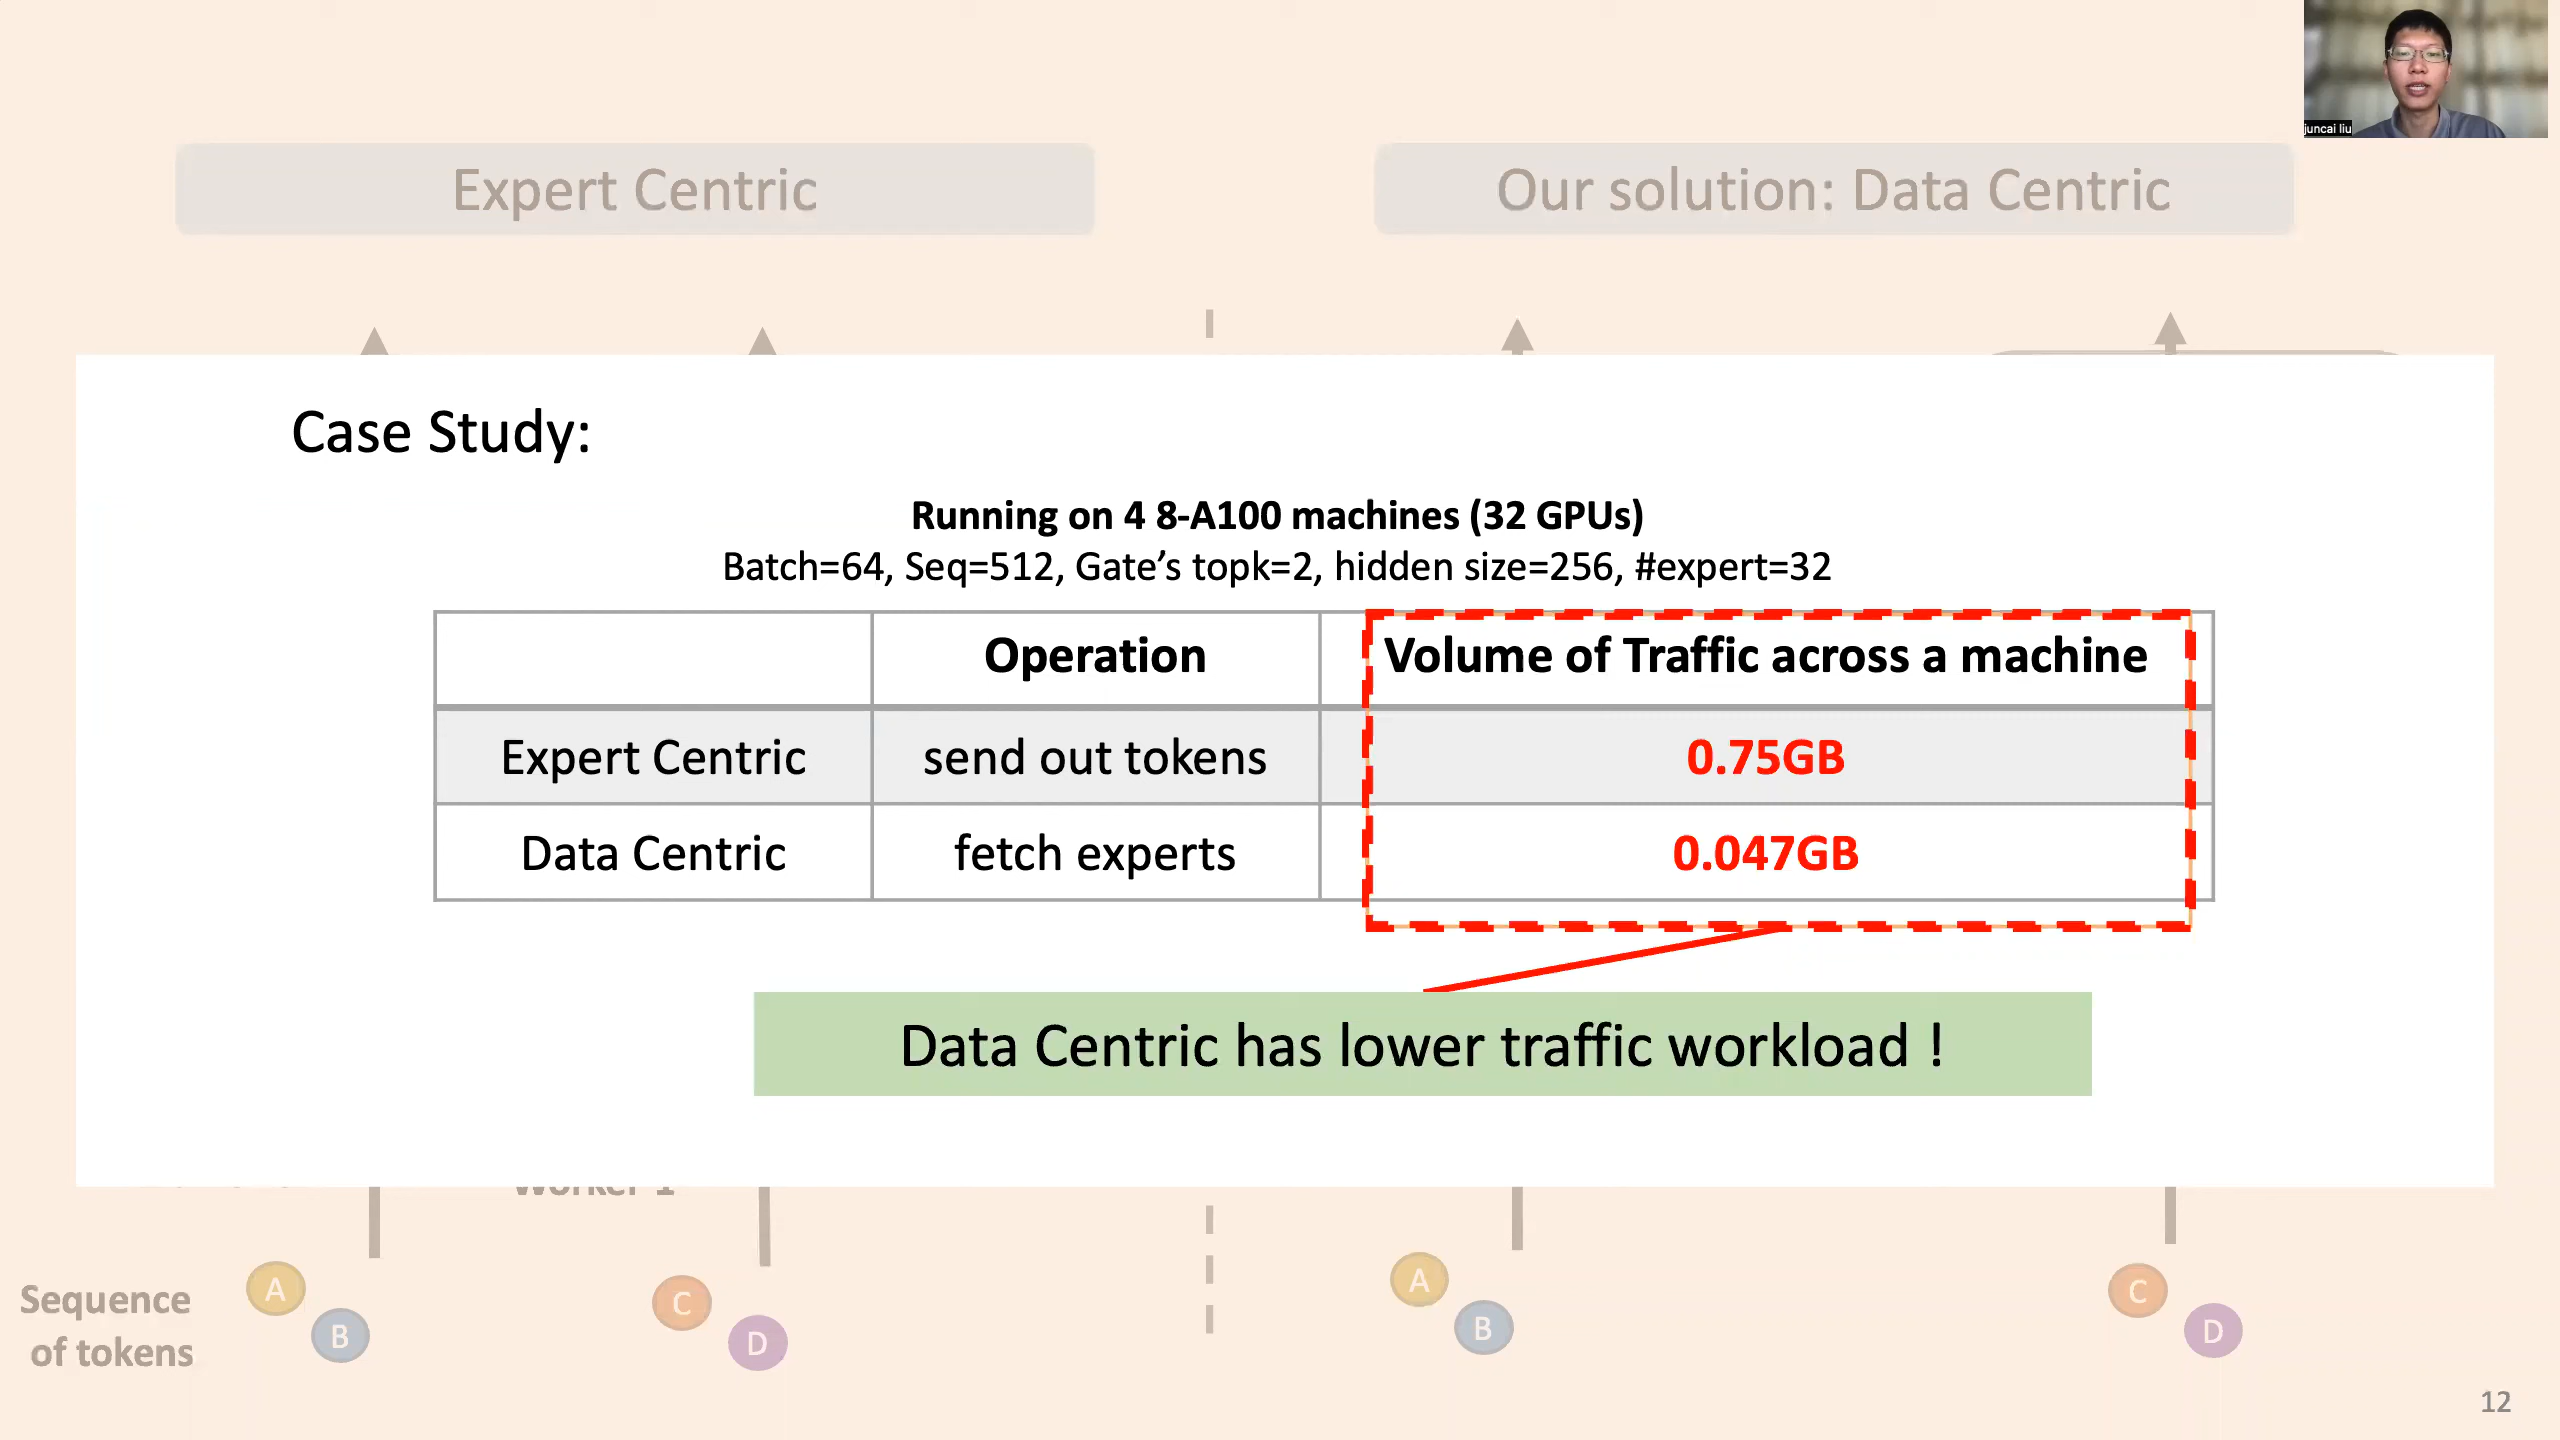 juncai liu
Expert Centric
Our solution: Data Centric
Case Study:
Running on 4 8-A100 machines (32 GPUs)
Batch=64, Seq=512, Gate’s topk=2, hidden size=256, #expert=32
Operation
Volume of Traffic across a machine
Expert Centric
send out tokens
0.75GB
Data Centric
fetch experts
0.047GB
Data Centric has lower traffic workload !
Worker 1
Sequence
of tokens
A
B
C
D
A
B
C
D
12